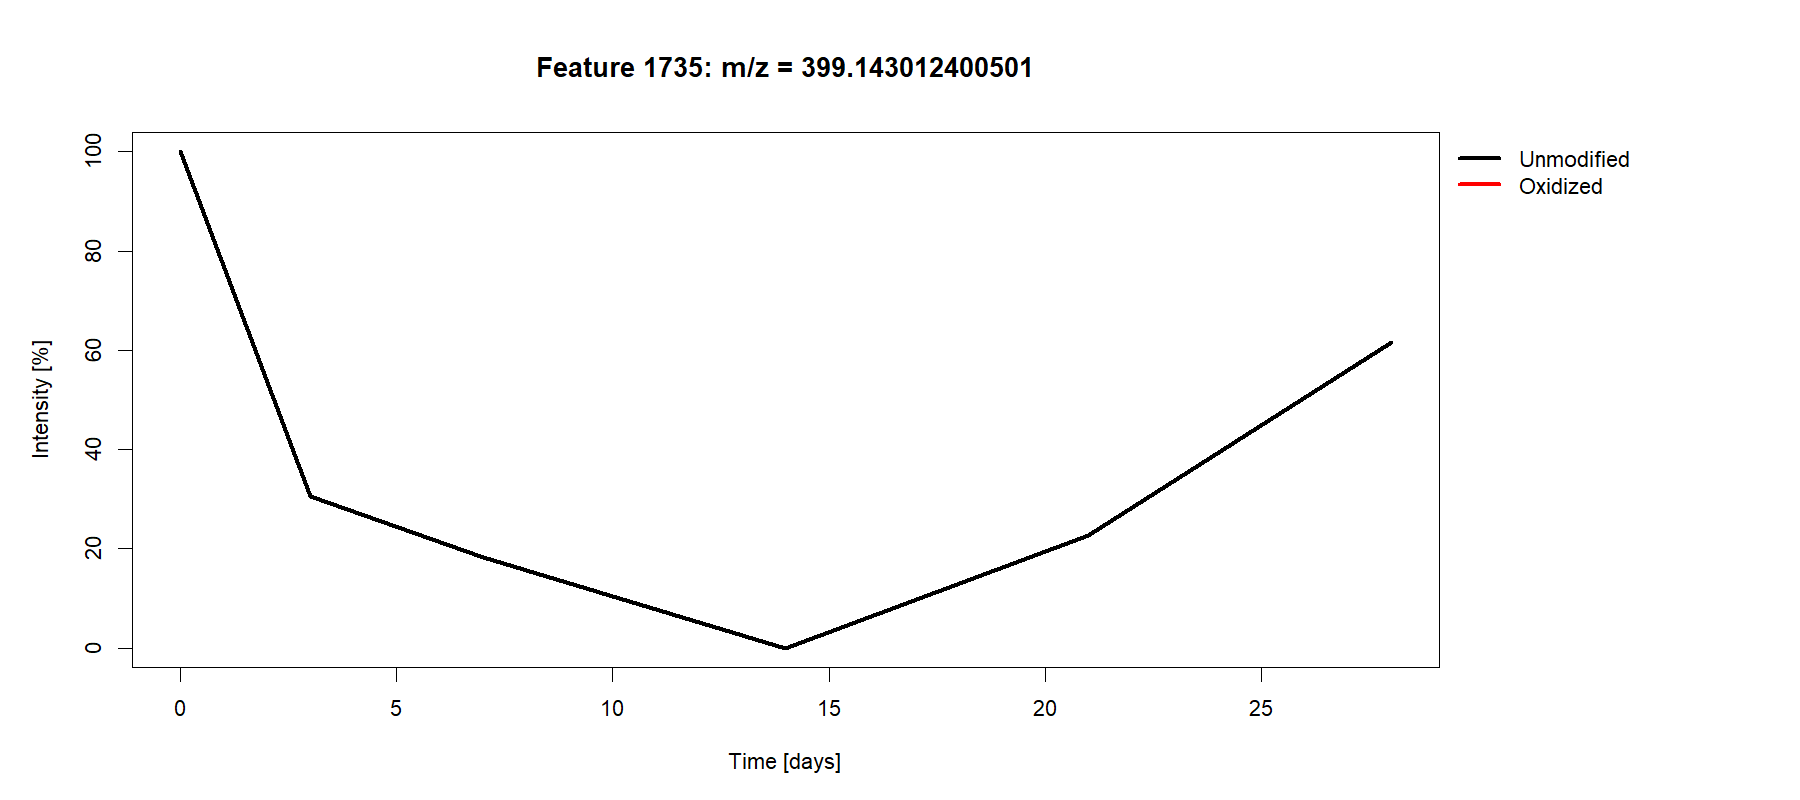 Feature 1735: m/z = 399.143012400501
Unmodified
Oxidized
Intensity [%]
100
80
60
40
20
0
0 5 10 15 20 25
Time [days]